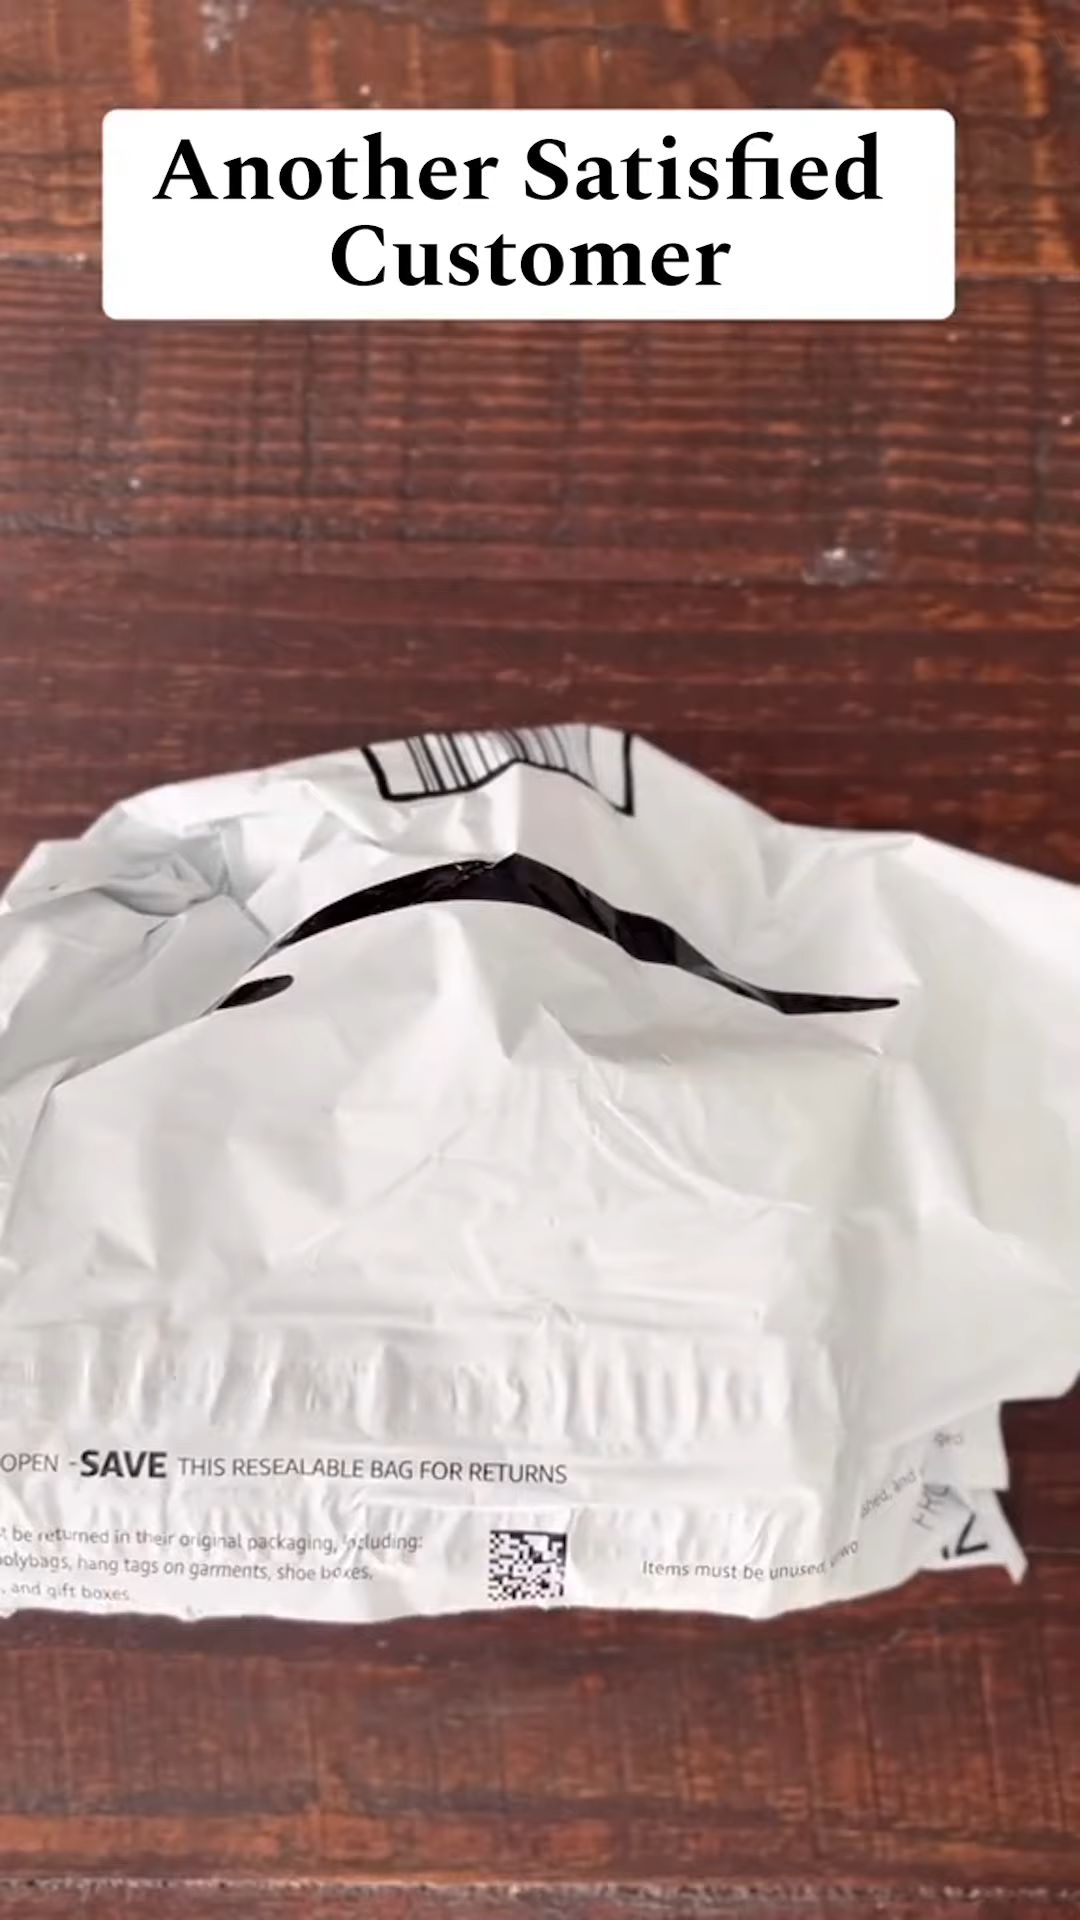 Another Satisfied
Customer
OPEN - SAVE THIS RESEALABLE BAG FOR RETURNS
be returned in their original packaging, including:
polybags, hang tags on garments, shoe boxes,
and gift boxes.
Items must be unused